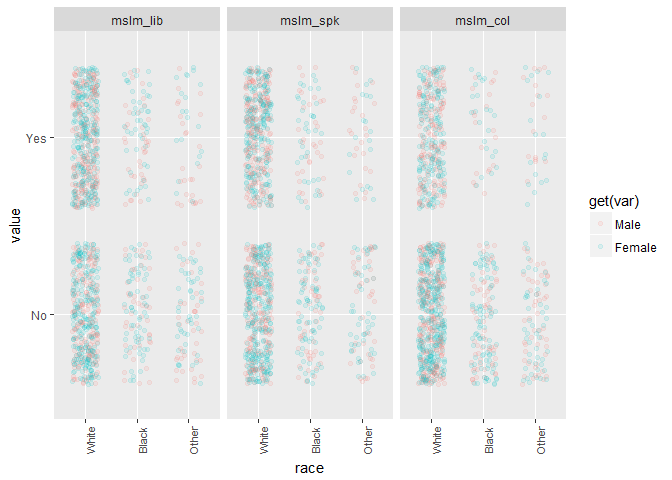 mslm_lib
mslm_spk
mslm_col
Yes
No
value
White
Black
Other
White
Black
Other
White
Black
Other
race
get(var)
Male
Female